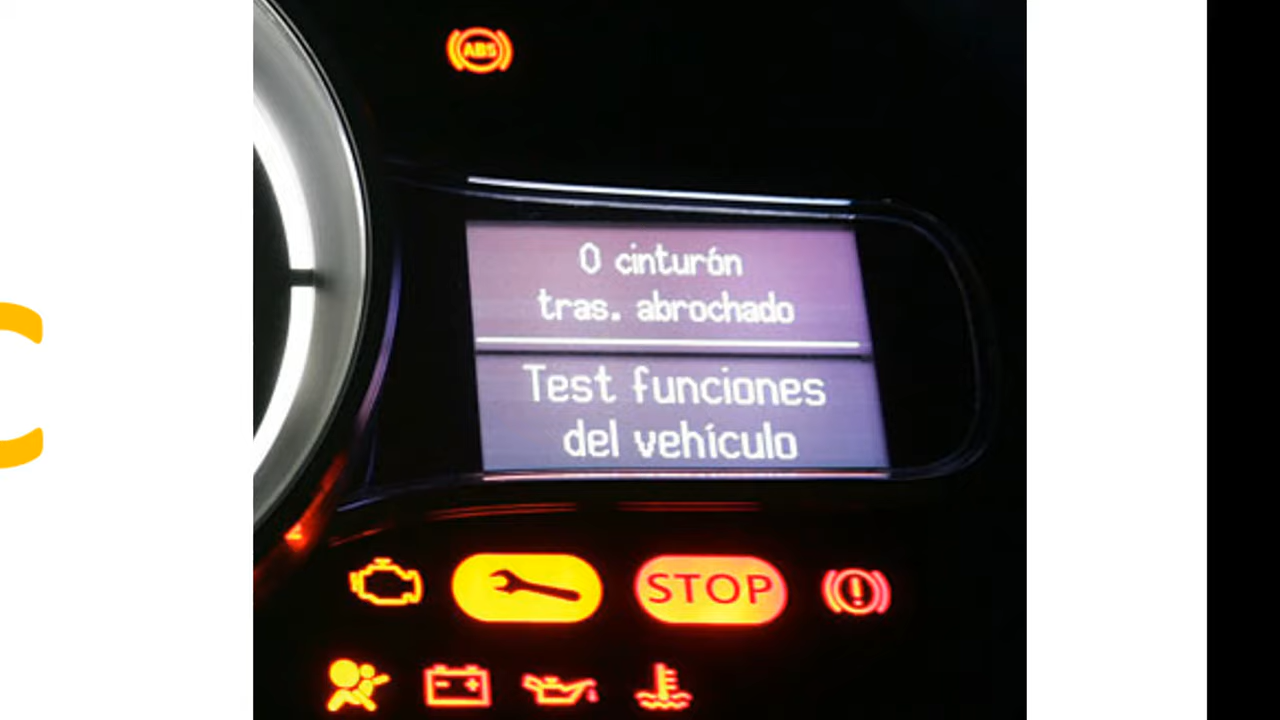 ABS
0 cinturón
tras. abrochado
Test funciones
del vehículo
STOP